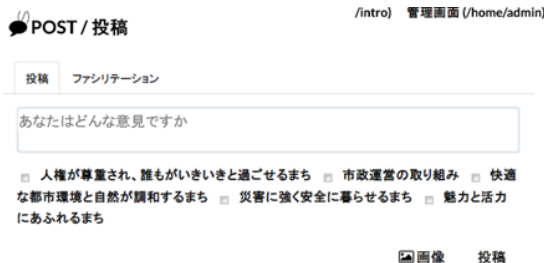 /intro) 管理画面 (/home/admin)
POST / 投稿
投稿 ファシリテーション
あなたはどんな意見ですか
人権が尊重され、誰もがいきいきと過ごせるまち 市政運営の取り組み 快適
な都市環境と自然が調和するまち 災害に強く安全に暮らせるまち 魅力と活力
にあふれるまち
画像 投稿